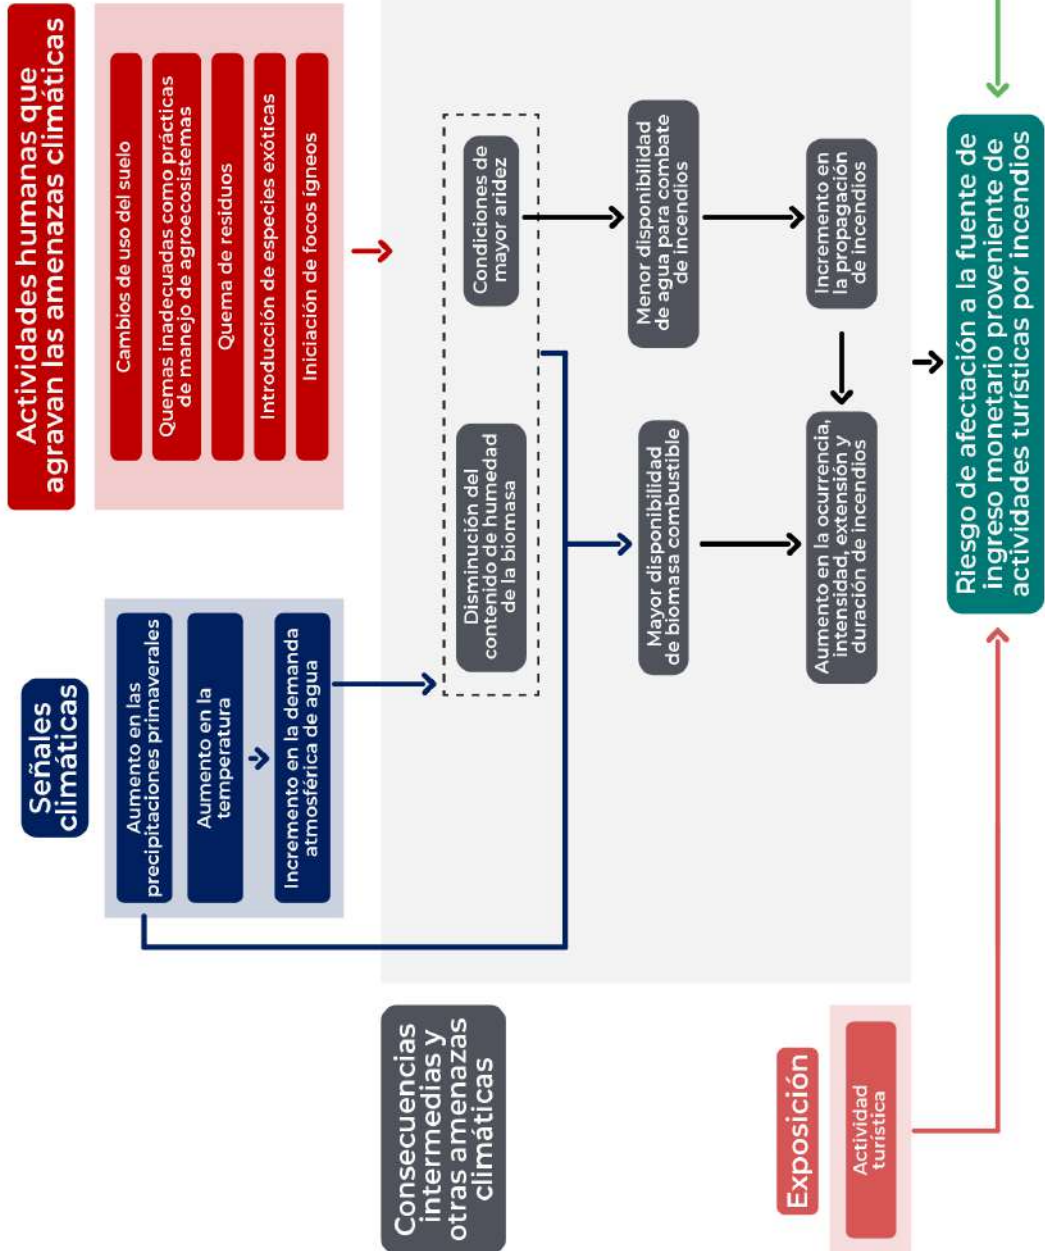 Señales
climáticas
Aumento en las
precipitaciones primaverales
Aumento en la
temperatura
Incremento en la demanda
atmosférica de agua
Actividades humanas que
agravan las amenazas climáticas
Cambios de uso del suelo
Quemas inadecuadas como prácticas
de manejo de agroecosistemas
Quema de residuos
Introducción de especies exóticas
Iniciación de focos ígneos
Consecuencias
intermedias y
otras amenazas
climáticas
Disminución del
contenido de humedad
de la biomasa
Condiciones de
mayor aridez
Mayor disponibilidad
de biomasa combustible
Menor disponibilidad
de agua para combate
de incendios
Aumento en la ocurrencia,
intensidad, extensión y
duración de incendios
Incremento en
la propagación
de incendios
Exposición
Actividad
turística
Riesgo de afectación a la fuente de
ingreso monetario proveniente de
actividades turísticas por incendios